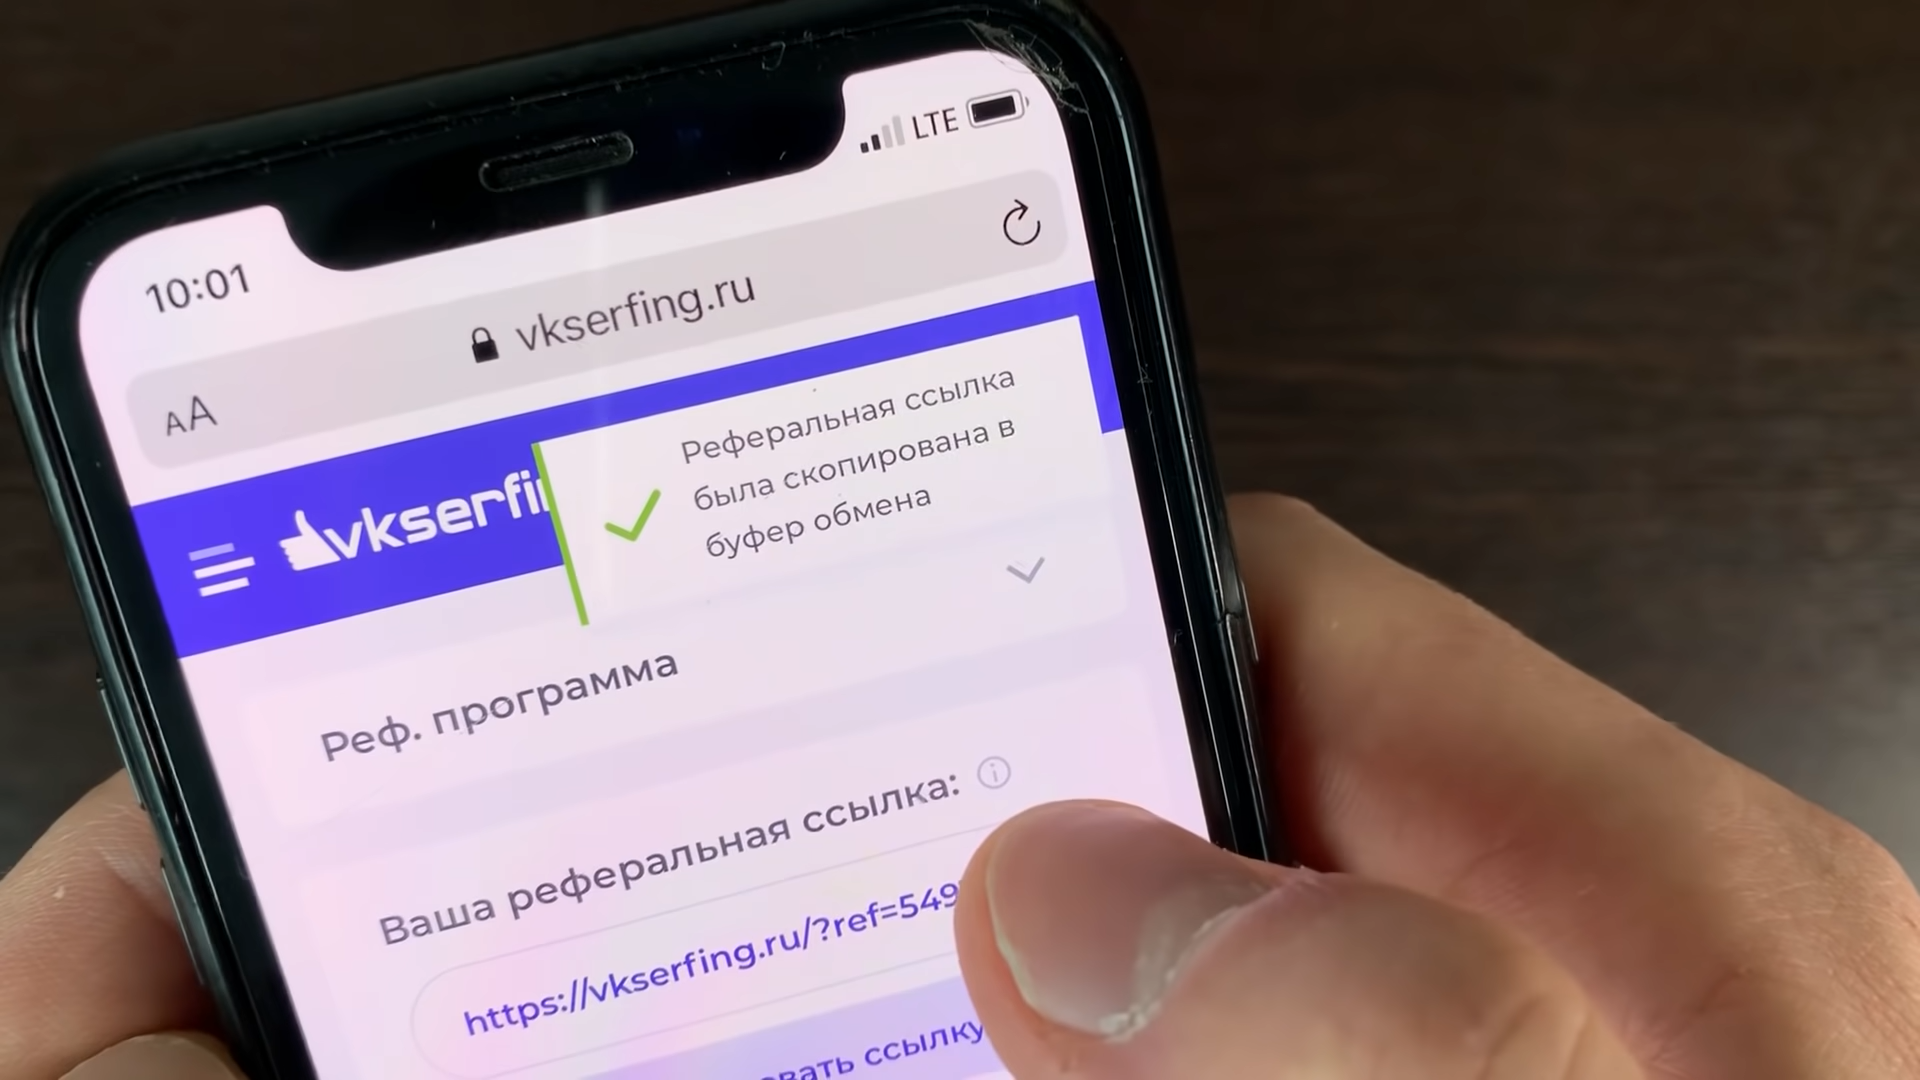 10:01
LTE
AA
vkserfing.ru
vkserfi
Реферальная ссылка
была скопирована в
буфер обмена
Реф. программа
Ваша реферальная ссылка:
https://vkserfing.ru/?ref=549
ссылку